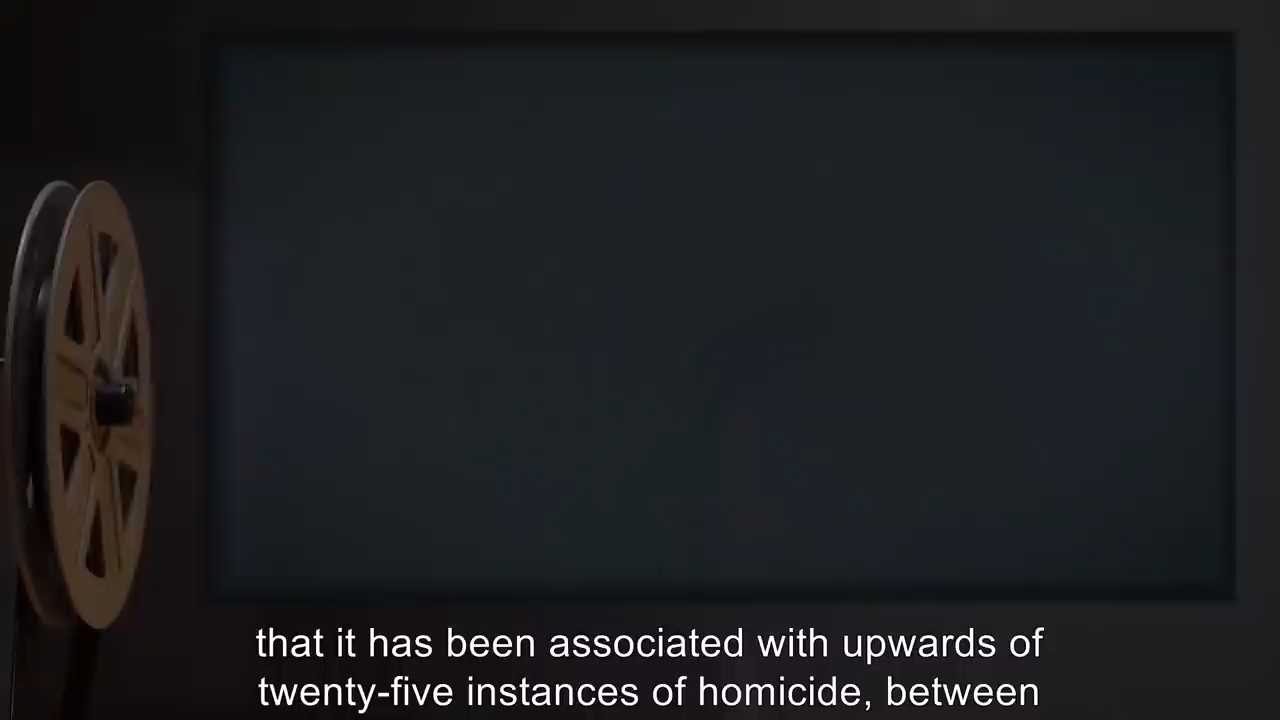 that it has been associated with upwards of
twenty-five instances of homicide, between